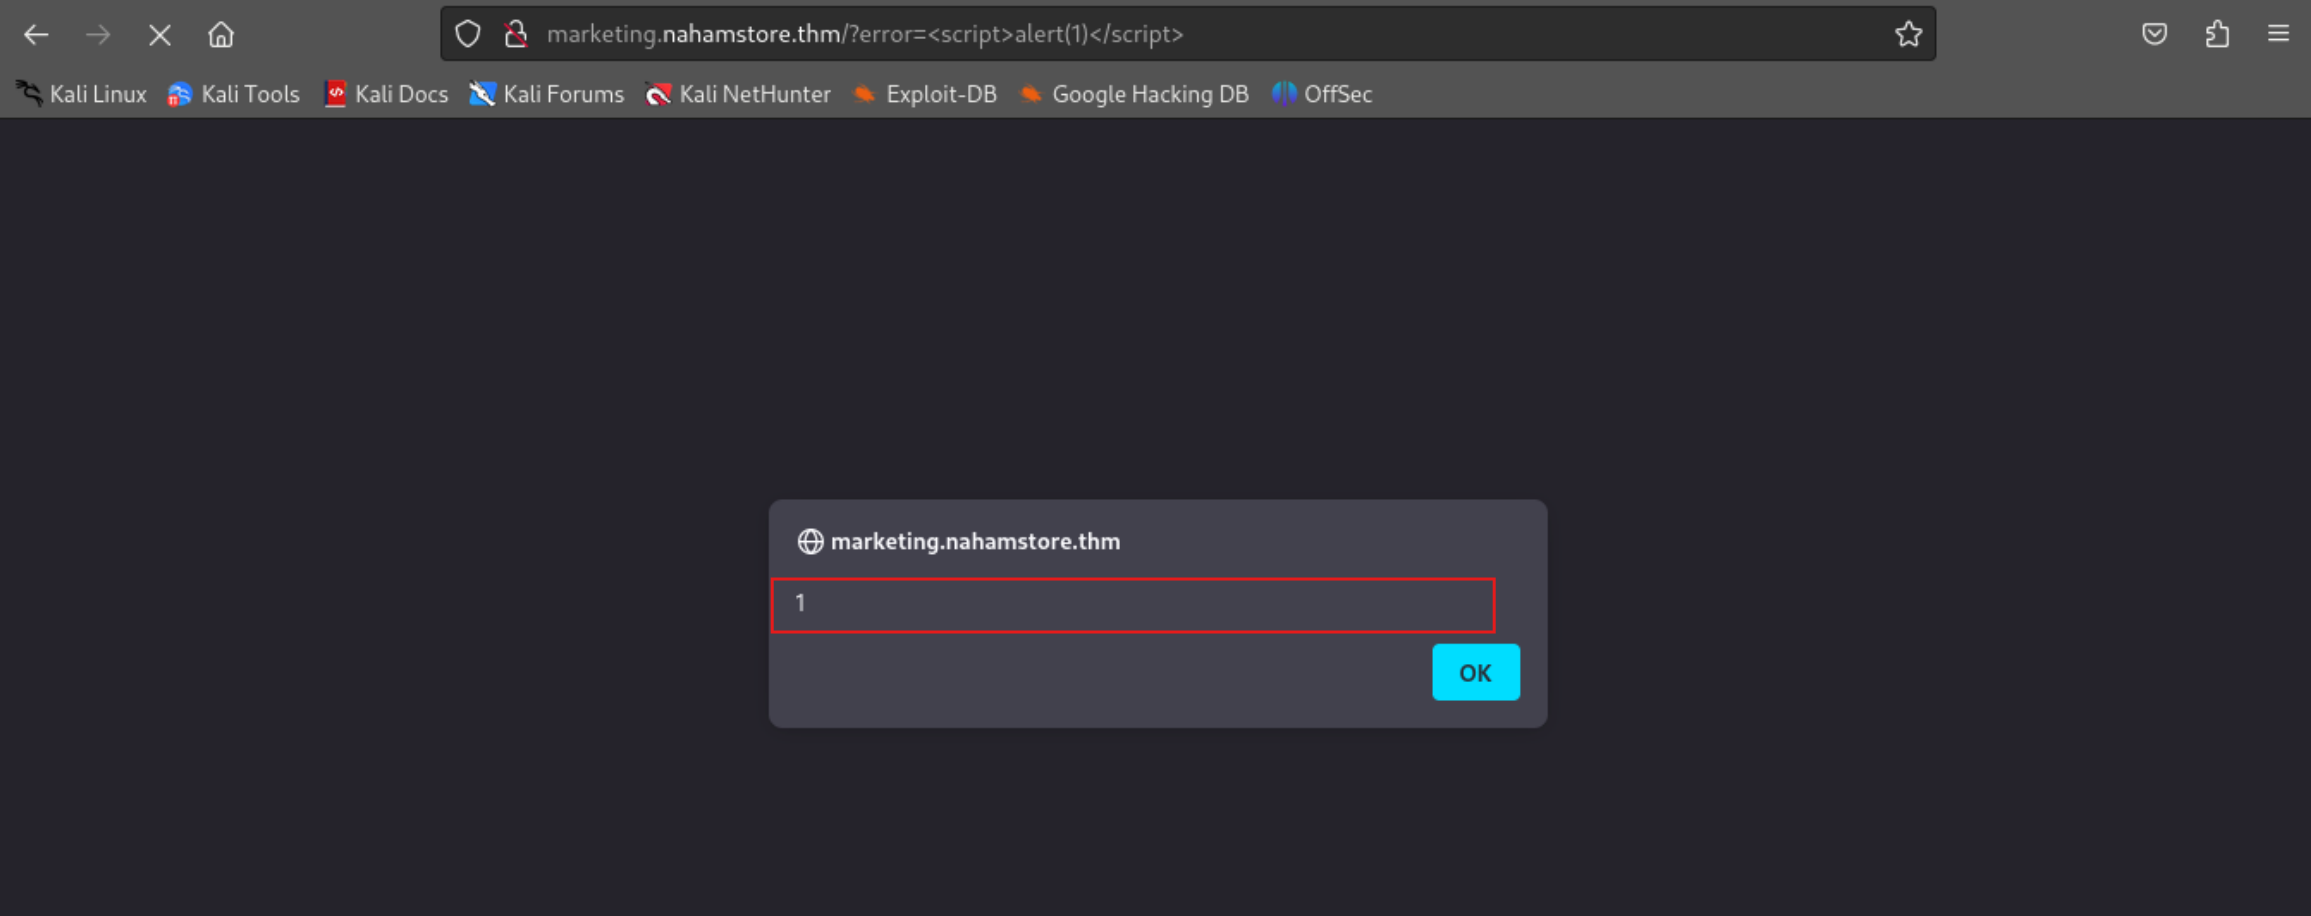 marketing.nahamstore.thm/?error=<script>alert(1)</script>
Kali Linux Kali Tools Kali Docs Kali Forums Kali NetHunter Exploit-DB Google Hacking DB OffSec
marketing.nahamstore.thm
1
OK